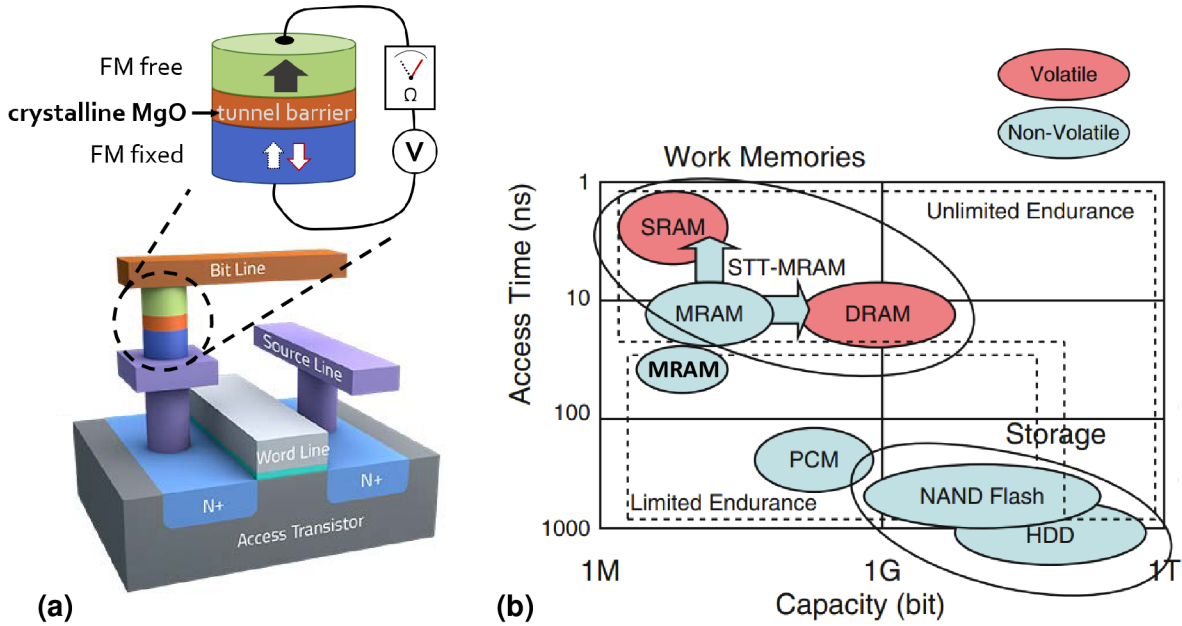 FM free
crystalline MgO
tunnel barrier
FM fixed
Ω
V
Bit Line
Source Line
Word Line
N+
N+
Access Transistor
(a)
Volatile
Non-Volatile
Work Memories
Access Time (ns)
1
10
100
1000
Unlimited Endurance
SRAM
STT-MRAM
MRAM
DRAM
MRAM
Storage
PCM
NAND Flash
Limited Endurance
HDD
1M
1G
1T
Capacity (bit)
(b)